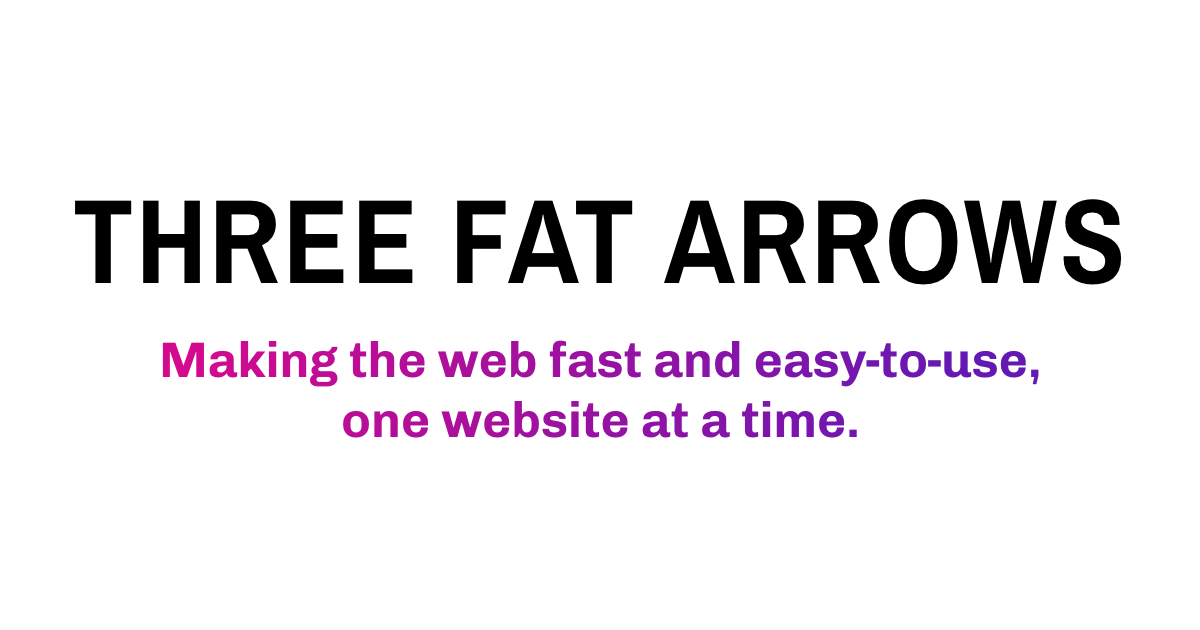 THREE FAT ARROWS
Making the web fast and easy-to-use,
one website at a time.